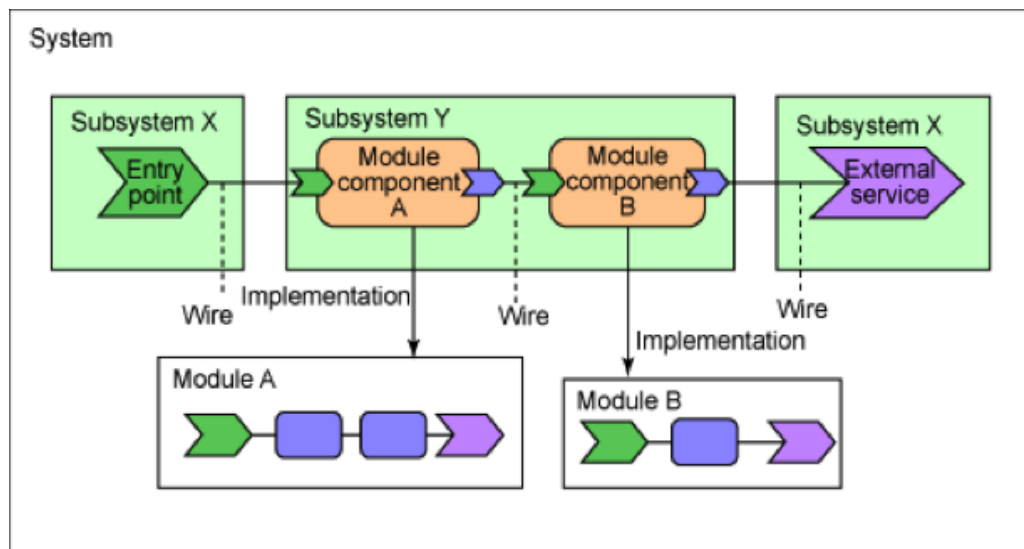 System
Subsystem X
Entry
point
Subsystem Y
Module
component
A
Module
component
B
Subsystem X
External
service
Implementation
Wire
Wire
Wire
Implementation
Module A
Module B